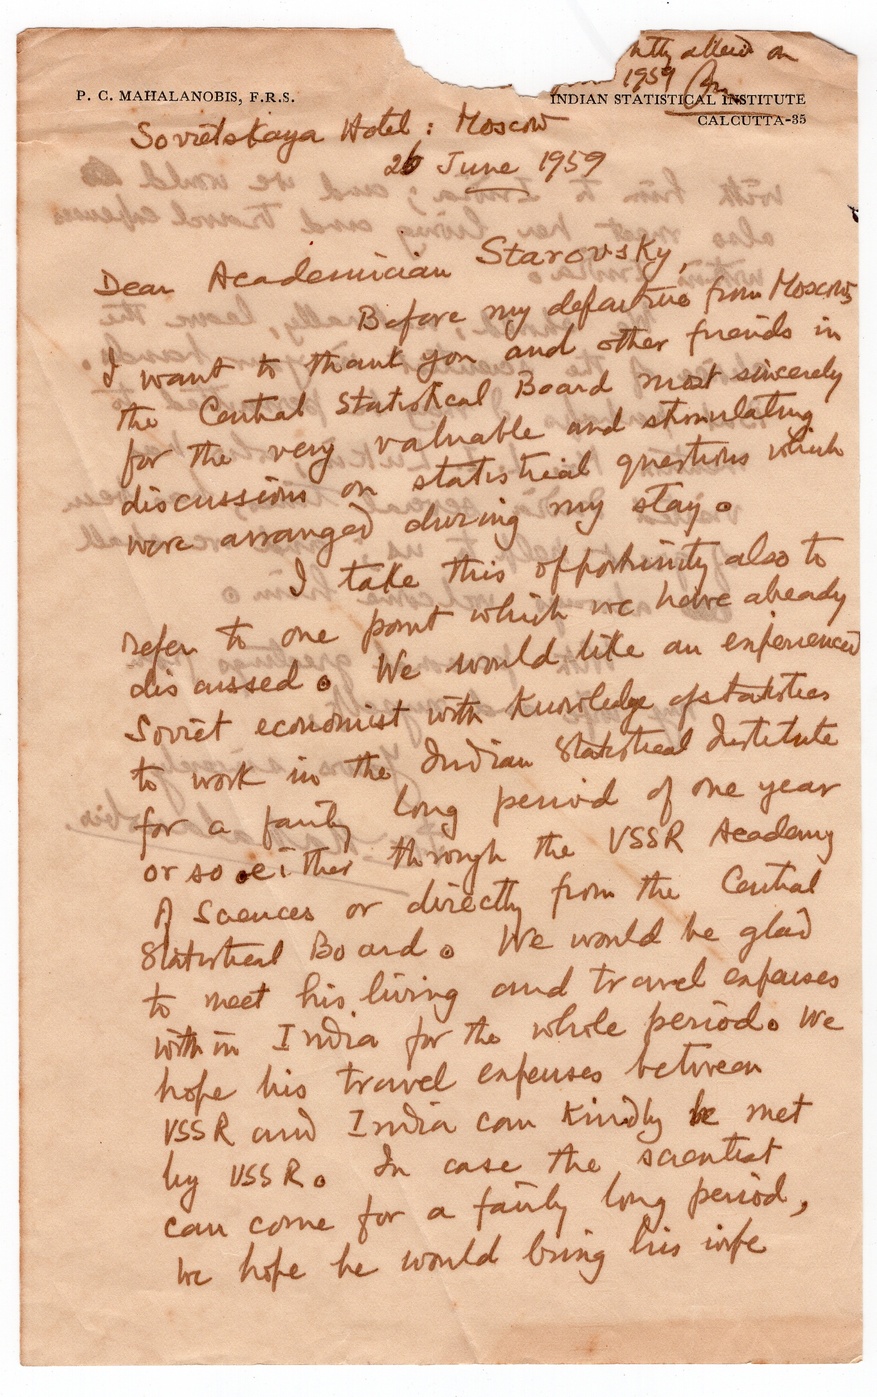 on
1959
P. C. MAHALANOBIS, F.R.S.
INDIAN STATISTICAL INSTITUTE
CALCUTTA-35
Sovietskaya Hotel : Moscow
26 June 1959
Dear Academician Starovsky,
Before my departure from Moscow,
I want to thank you and other friends in
the Central Statistical Board most sincerely
for the very valuable and stimulating
discussions on statistical questions which
were arranged during my stay.
I take this opportunity also to
refer to one point which we have already
discussed. We would like an experienced
Soviet economist with knowledge of statistics
to work in the Indian Statistical Institute
for a fairly long period of one year
or so either through the USSR Academy
of Sciences or directly from the Central
Statistical Board. We would be glad
to meet his living and travel expenses
within India for the whole period. We
hope his travel expenses between
USSR and India can kindly be met
by USSR. In case the scientist
can come for a fairly long period,
we hope he would bring his wife